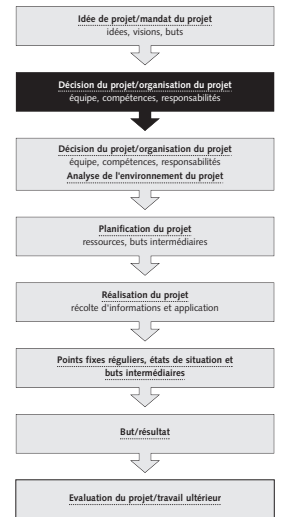 Idée de projet/mandat du projet
idées, visions, buts
Décision du projet/organisation du projet
équipe, compétences, responsabilités
Décision du projet/organisation du projet
équipe, compétences, responsabilités
Analyse de l'environnement du projet
Planification du projet
ressources, buts intermédiaires
Réalisation du projet
récolte d'informations et application
Points fixes réguliers, états de situation et
buts intermédiaires
But/résultat
Evaluation du projet/travail ultérieur